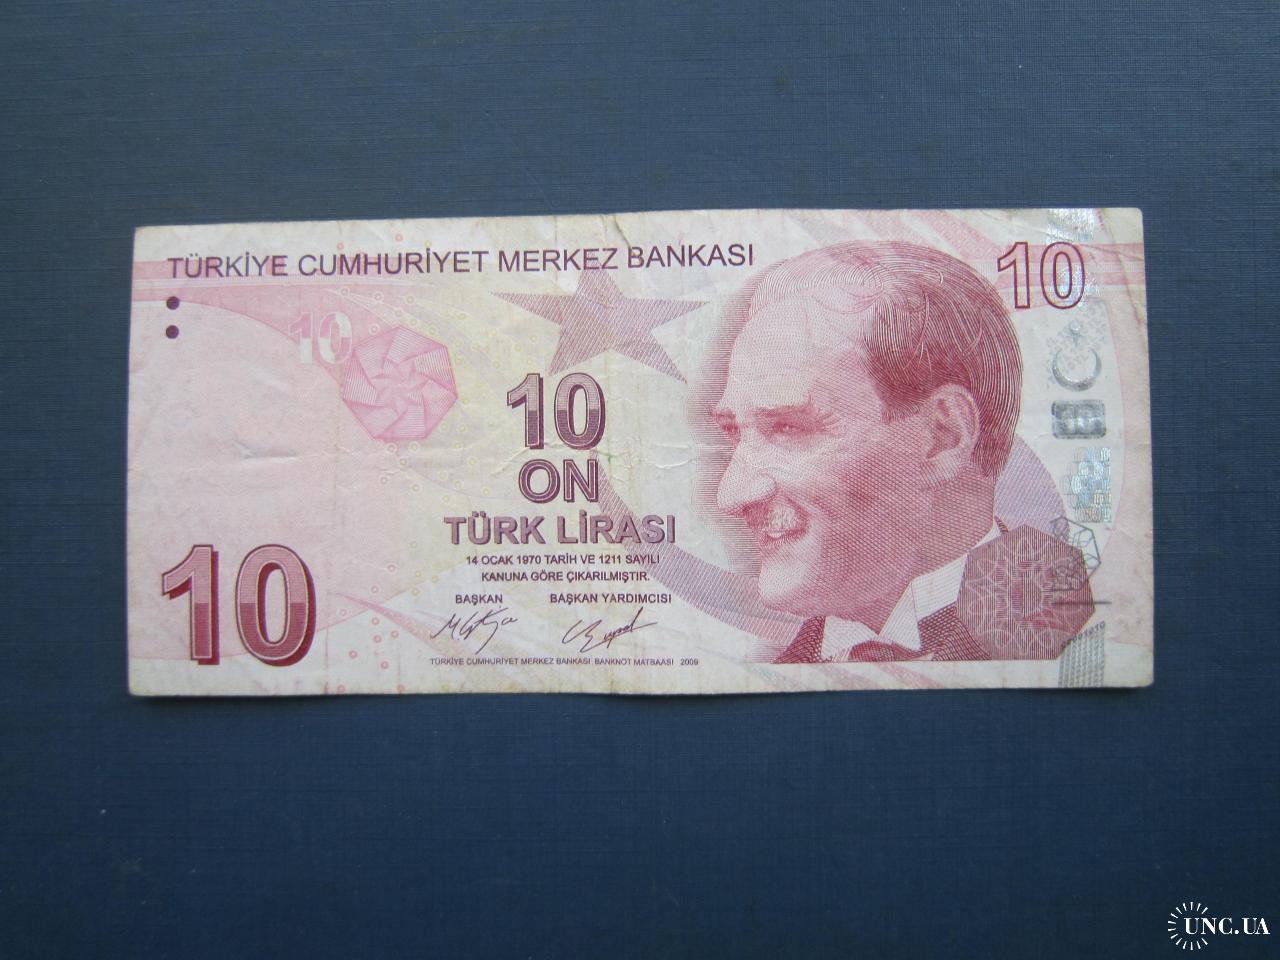 TÜRKİYE CUMHURİYET MERKEZ BANKASI
10
10
10
ON
TÜRK LİRASI
14 OCAK 1970 TARİH VE 1211 SAYILI
KANUNA GÖRE ÇIKARILMIŞTIR.
BAŞKAN BAŞKAN YARDIMCISI
10
TÜRKİYE CUMHURİYET MERKEZ BANKASI BANKNOT MATBAASI 2009
UNC.UA